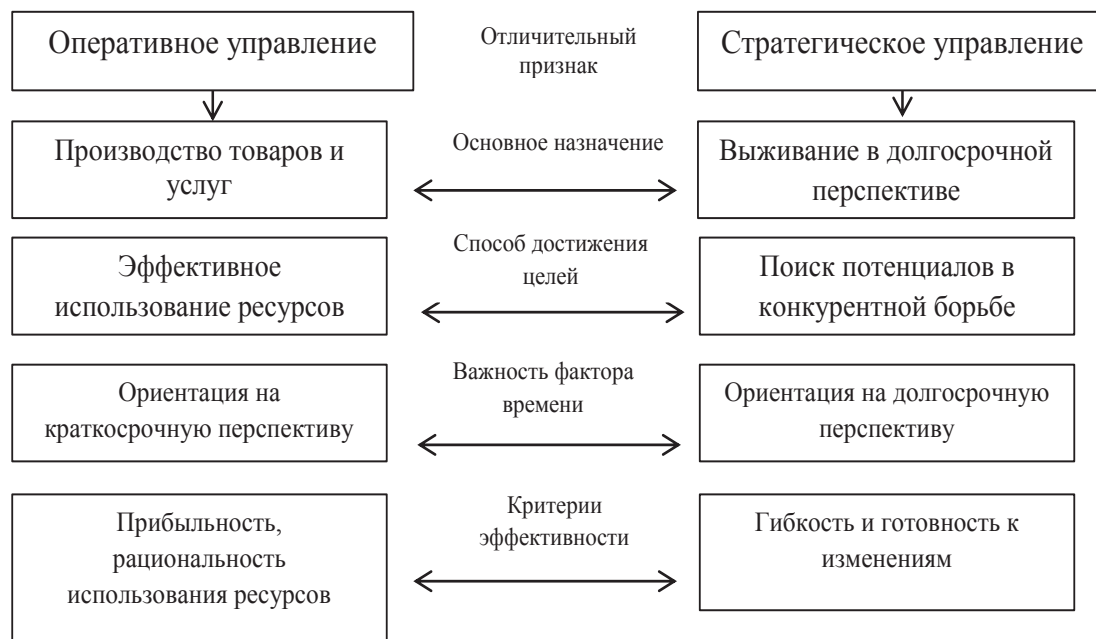 Оперативное управление
Отличительный
признак
Стратегическое управление
Производство товаров и
услуг
Основное назначение
Выживание в долгосрочной
перспективе
Эффективное
использование ресурсов
Способ достижения
целей
Поиск потенциалов в
конкурентной борьбе
Ориентация на
краткосрочную перспективу
Важность фактора
времени
Ориентация на долгосрочную
перспективу
Прибыльность,
рациональность
использования ресурсов
Критерии
эффективности
Гибкость и готовность к
изменениям